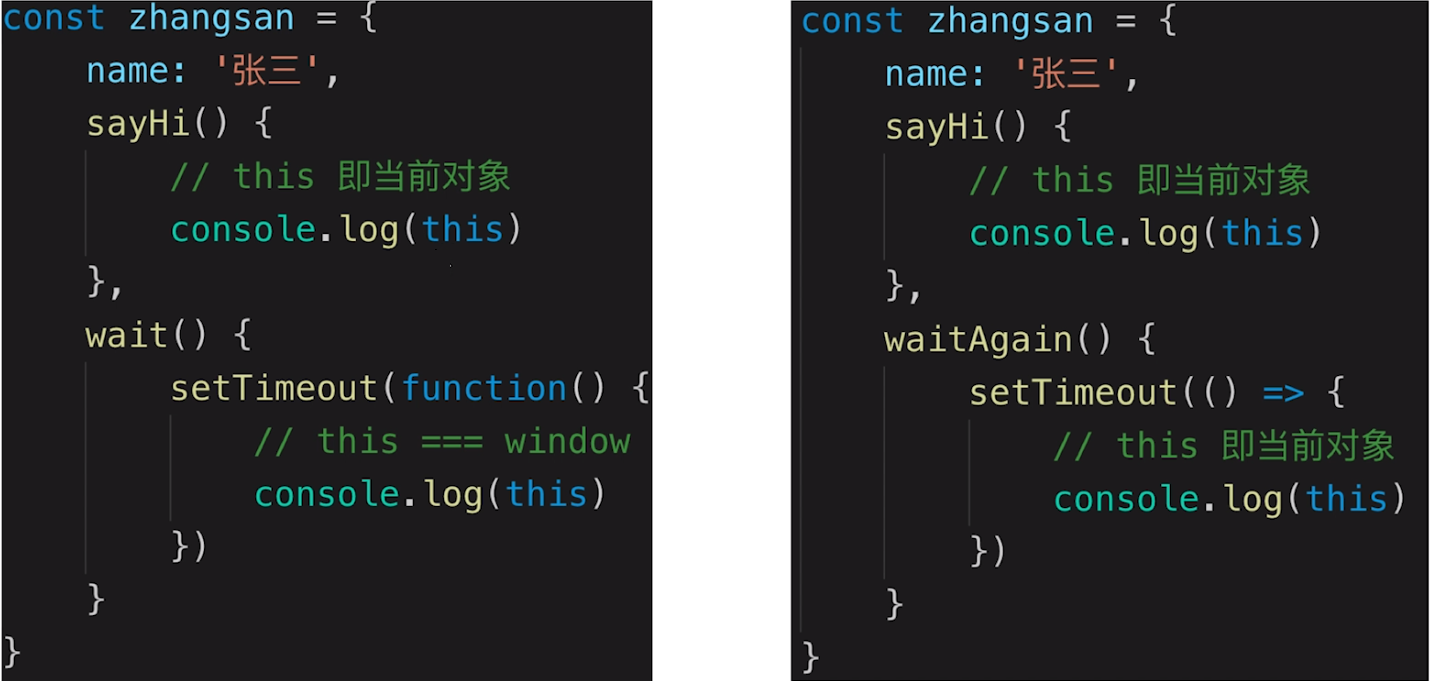 const zhangsan = {
    name: '张三',
    sayHi() {
        // this 即当前对象
        console.log(this)
    },
    wait() {
        setTimeout(function() {
            // this === window
            console.log(this)
        })
    }
}
const zhangsan = {
    name: '张三',
    sayHi() {
        // this 即当前对象
        console.log(this)
    },
    waitAgain() {
        setTimeout(() => {
            // this 即当前对象
            console.log(this)
        })
    }
}